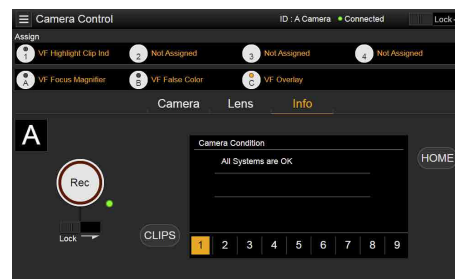 Camera Control ID : A Camera Connected Lock
Assign
1 VF Highlight Clip Ind 2 Not Assigned 3 Not Assigned 4 Not Assigned
A VF Focus Magnifier B VF False Color C VF Overlay
Camera Lens Info
A
Camera Condition
All Systems are OK
HOME
Rec
Lock
CLIPS
1 2 3 4 5 6 7 8 9